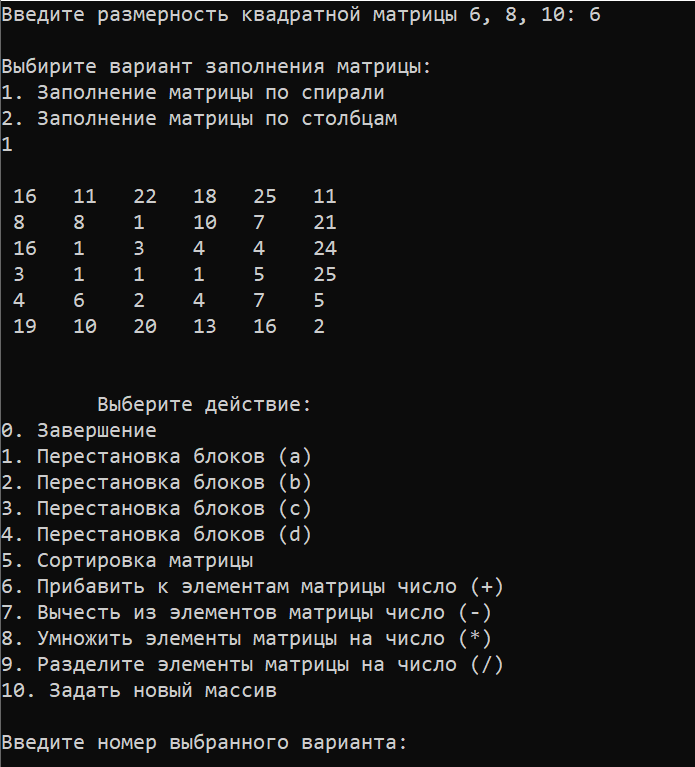 Введите размерность квадратной матрицы 6, 8, 10: 6
Выбирите вариант заполнения матрицы:
1. Заполнение матрицы по спирали
2. Заполнение матрицы по столбцам
1
16 11 22 18 25 11
8 8 1 10 7 21
16 1 3 4 4 24
3 1 1 1 5 25
4 6 2 4 7 5
19 10 20 13 16 2
Выберите действие:
0. Завершение
1. Перестановка блоков (a)
2. Перестановка блоков (b)
3. Перестановка блоков (c)
4. Перестановка блоков (d)
5. Сортировка матрицы
6. Прибавить к элементам матрицы число (+)
7. Вычесть из элементов матрицы число (-)
8. Умножить элементы матрицы на число (*)
9. Разделите элементы матрицы на число (/)
10. Задать новый массив
Введите номер выбранного варианта: